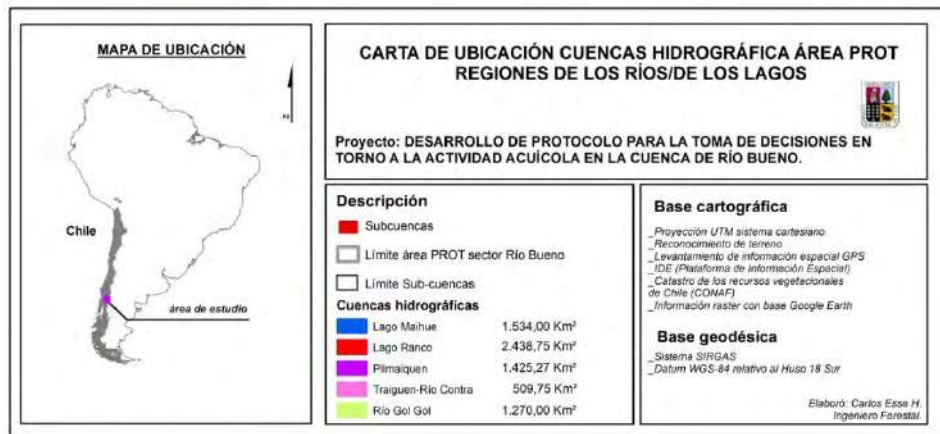 MAPA DE UBICACIÓN
N
Chile
área de estudio
CARTA DE UBICACIÓN CUENCAS HIDROGRÁFICA ÁREA PROT
REGIONES DE LOS RÍOS/DE LOS LAGOS
Proyecto: DESARROLLO DE PROTOCOLO PARA LA TOMA DE DECISIONES EN
TORNO A LA ACTIVIDAD ACUÍCOLA EN LA CUENCA DE RÍO BUENO.
Descripción
Subcuencas
Límite área PROT sector Río Bueno
Límite Sub-cuencas
Cuencas hidrográficas
Lago Maihue 1.534,00 Km²
Lago Ranco 2.438,75 Km²
Pilmaiquen 1.425,27 Km²
Traiguen-Río Contra 509,75 Km²
Río Gol Gol 1.270,00 Km²
Base cartográfica
_Proyección UTM sistema cartesiano
_Reconocimiento de terreno
_Levantamiento de información espacial GPS
_IDE (Plataforma de Información Espacial)
_Catastro de los recursos vegetacionales
de Chile (CONAF)
_Información raster con base Google Earth
Base geodésica
_Sistema SIRGAS
_Datum WGS-84 relativo al Huso 18 Sur
Elaboró: Carlos Esse H.
Ingeniero Forestal.